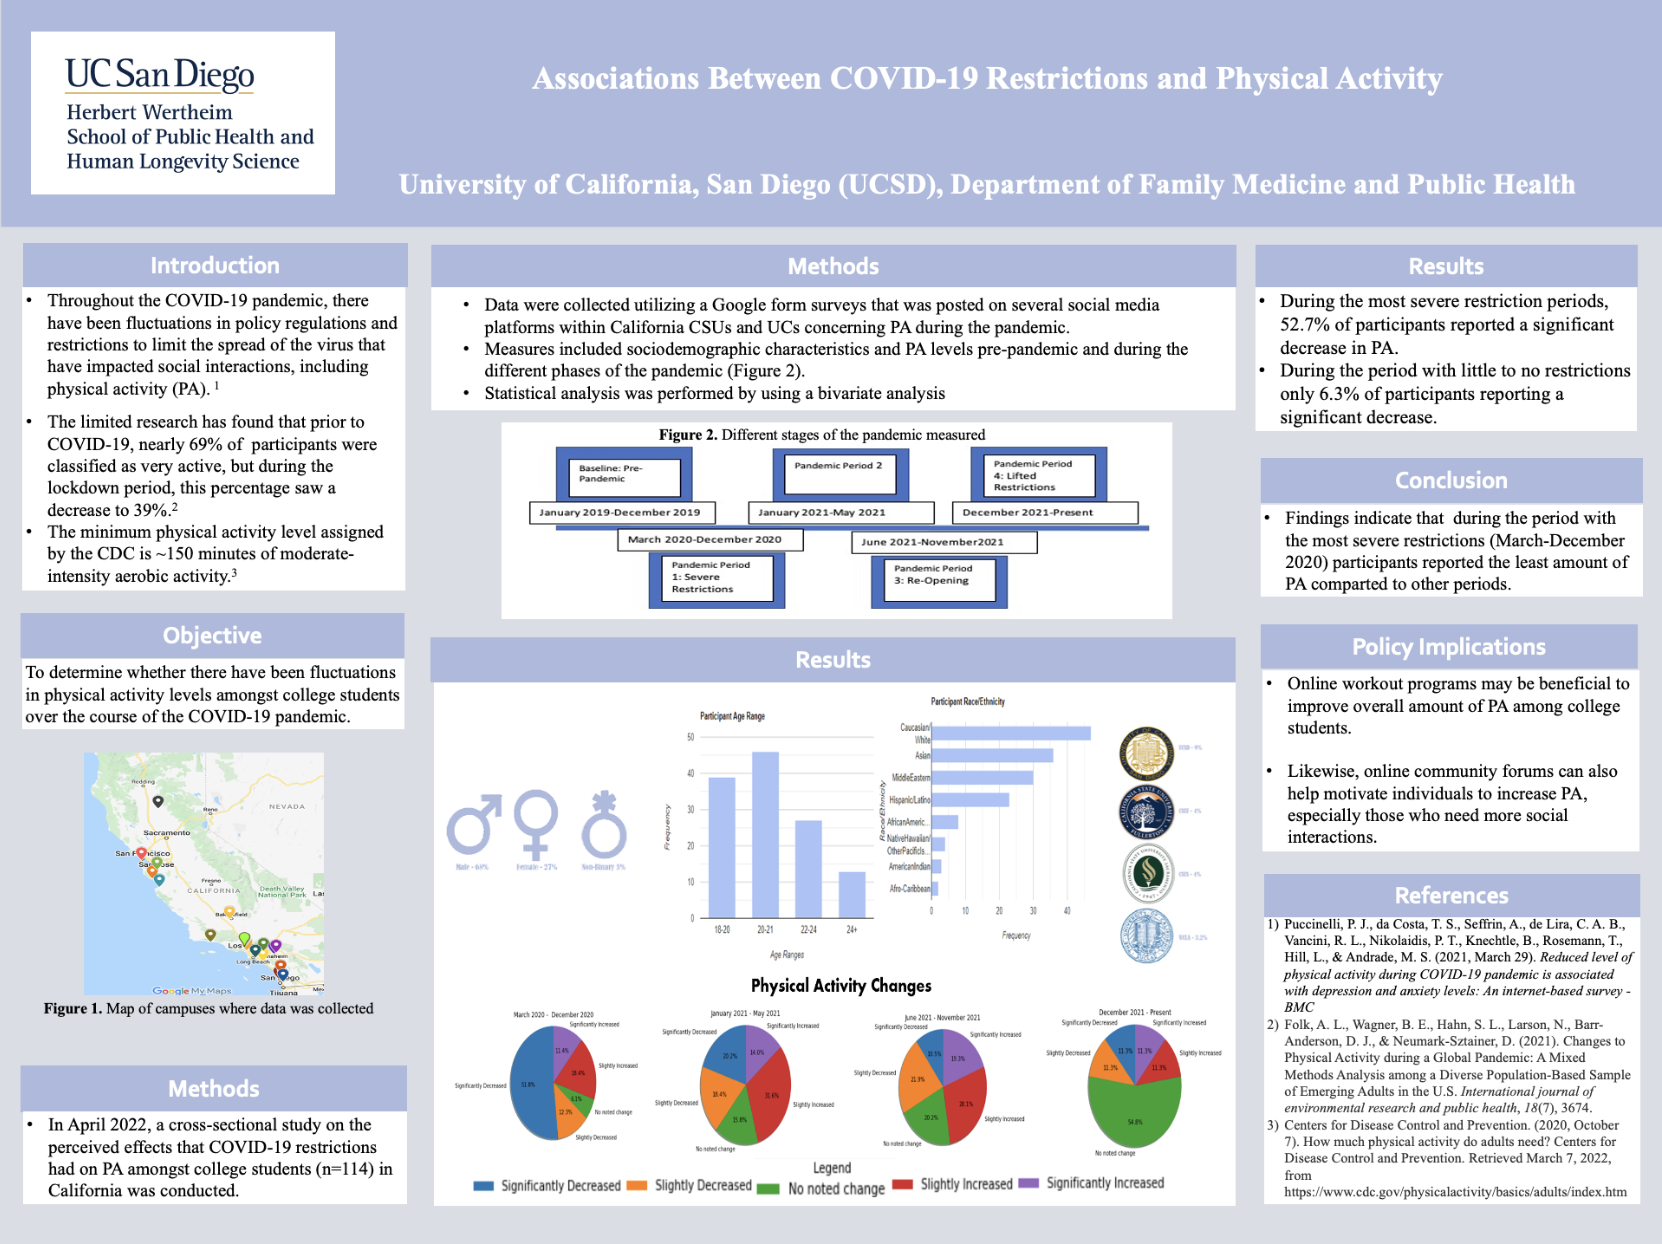 UC San Diego
Herbert Wertheim
School of Public Health and
Human Longevity Science
Associations Between COVID-19 Restrictions and Physical Activity
University of California, San Diego (UCSD), Department of Family Medicine and Public Health
Introduction
• Throughout the COVID-19 pandemic, there
have been fluctuations in policy regulations and
restrictions to limit the spread of the virus that
have impacted social interactions, including
physical activity (PA). 1
• The limited research has found that prior to
COVID-19, nearly 69% of participants were
classified as very active, but during the
lockdown period, this percentage saw a
decrease to 39%.2
• The minimum physical activity level assigned
by the CDC is ~150 minutes of moderate-
intensity aerobic activity.3
Objective
To determine whether there have been fluctuations
in physical activity levels amongst college students
over the course of the COVID-19 pandemic.
Redding
Reno
NEVADA
Sacramento
San Francisco
San Jose
Fresno
CALIFORNIA
Death Valley
National Park
Las
Bakersfield
Los
Long Beach
Anaheim
San Diego
Tijuana
Google My Maps
Figure 1. Map of campuses where data was collected
Methods
• In April 2022, a cross-sectional study on the
perceived effects that COVID-19 restrictions
had on PA amongst college students (n=114) in
California was conducted.
Methods
• Data were collected utilizing a Google form surveys that was posted on several social media
platforms within California CSUs and UCs concerning PA during the pandemic.
• Measures included sociodemographic characteristics and PA levels pre-pandemic and during the
different phases of the pandemic (Figure 2).
• Statistical analysis was performed by using a bivariate analysis
Figure 2. Different stages of the pandemic measured
Baseline: Pre-
Pandemic
Pandemic Period 2
Pandemic Period
4: Lifted
Restrictions
January 2019-December 2019
January 2021-May 2021
December 2021-Present
March 2020-December 2020
June 2021-November2021
Pandemic Period
1: Severe
Restrictions
Pandemic Period
3: Re-Opening
Results
Male - 68%
Female - 27%
Non-Binary 5%
Participant Age Range
50
40
30
20
10
0
Frequency
18-20
20-21
22-24
24+
Age Ranges
Participant Race/Ethnicity
Race/Ethnicity
Caucasian/
White
Asian
MiddleEastern
Hispanic/Latino
AfricanAmeric...
NativeHawaiian/
OtherPacificIs...
AmericanIndian
Afro-Caribbean
0
10
20
30
40
Frequency
Physical Activity Changes
March 2020 - December 2020
Significantly Increased
Slightly Increased
No noted change
Slightly Decreased
Significantly Decreased
11.4%
18.4%
6.1%
12.3%
51.8%
January 2021 - May 2021
Significantly Decreased
Significantly Increased
Slightly Decreased
Slightly Increased
No noted change
20.2%
14.0%
18.4%
31.6%
15.8%
June 2021 - November 2021
Significantly Decreased
Significantly Increased
Slightly Decreased
Slightly Increased
No noted change
10.5%
19.3%
21.9%
28.1%
20.2%
December 2021 - Present
Significantly Decreased
Significantly Increased
Slightly Decreased
Slightly Increased
No noted change
11.3%
11.3%
11.3%
11.3%
54.8%
Legend
Significantly Decreased
Slightly Decreased
No noted change
Slightly Increased
Significantly Increased
Results
• During the most severe restriction periods,
52.7% of participants reported a significant
decrease in PA.
• During the period with little to no restrictions
only 6.3% of participants reporting a
significant decrease.
Conclusion
• Findings indicate that during the period with
the most severe restrictions (March-December
2020) participants reported the least amount of
PA comparted to other periods.
Policy Implications
• Online workout programs may be beneficial to
improve overall amount of PA among college
students.
• Likewise, online community forums can also
help motivate individuals to increase PA,
especially those who need more social
interactions.
References
1) Puccinelli, P. J., da Costa, T. S., Seffrin, A., de Lira, C. A. B.,
Vancini, R. L., Nikolaidis, P. T., Knechtle, B., Rosemann, T.,
Hill, L., & Andrade, M. S. (2021, March 29). Reduced level of
physical activity during COVID-19 pandemic is associated
with depression and anxiety levels: An internet-based survey -
BMC
2) Folk, A. L., Wagner, B. E., Hahn, S. L., Larson, N., Barr-
Anderson, D. J., & Neumark-Sztainer, D. (2021). Changes to
Physical Activity during a Global Pandemic: A Mixed
Methods Analysis among a Diverse Population-Based Sample
of Emerging Adults in the U.S. International journal of
environmental research and public health, 18(7), 3674.
3) Centers for Disease Control and Prevention. (2020, October
7). How much physical activity do adults need? Centers for
Disease Control and Prevention. Retrieved March 7, 2022,
from
https://www.cdc.gov/physicalactivity/basics/adults/index.htm